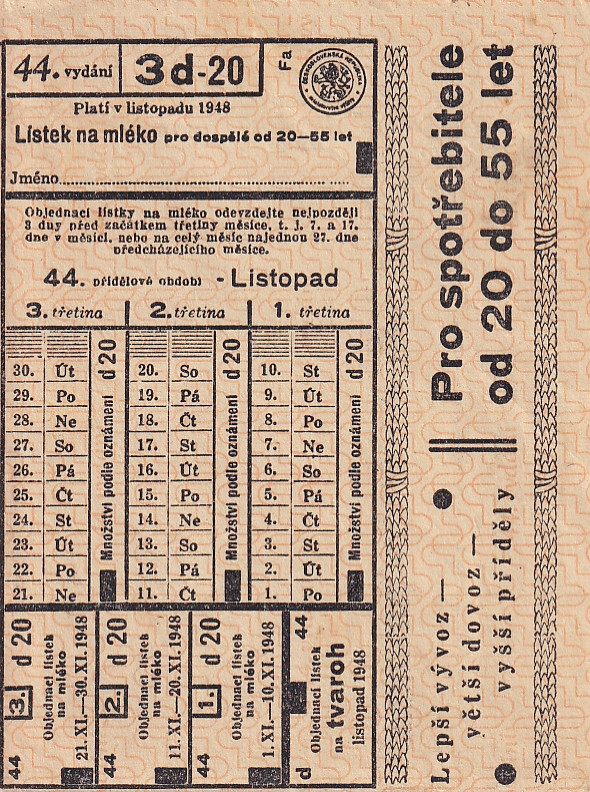 44. vydání
3d-20
Fa
ČESKOSLOVENSKÁ REPUBLIKA
Platí v listopadu 1948
Lístek na mléko pro dospělé od 20–55 let
Jméno
Objednací lístky na mléko odevzdejte nejpozději
3 dny před začátkem třetiny měsíce, t. j. 7. a 17.
dne v měsíci, nebo na celý měsíc najednou 27. dne
předcházejícího měsíce.
44. přídělové období - Listopad
3. třetina 2. třetina 1. třetina
30. Út 20. So 10. St
29. Po 19. Pá 9. Út
28. Ne 18. Čt 8. Po
27. So 17. St 7. Ne
26. Pá 16. Út 6. So
25. Čt 15. Po 5. Pá
24. St 14. Ne 4. Čt
23. Út 13. So 3. St
22. Po 12. Pá 2. Út
21. Ne 11. Čt 1. Po
Množství podle oznámení d 20
Množství podle oznámení d 20
Množství podle oznámení d 20
44 3. d 20
Objednací lístek
na mléko
21. XI.—30. XI. 1948
44 2. d 20
Objednací lístek
na mléko
11. XI.—20. XI. 1948
44 1. d 20
Objednací lístek
na mléko
1. XI.—10. XI. 1948
d 44
Objednací lístek
na tvaroh
listopad 1948
Pro spotřebitele
od 20 do 55 let
Lepší vývoz —
větší dovoz —
vyšší příděly